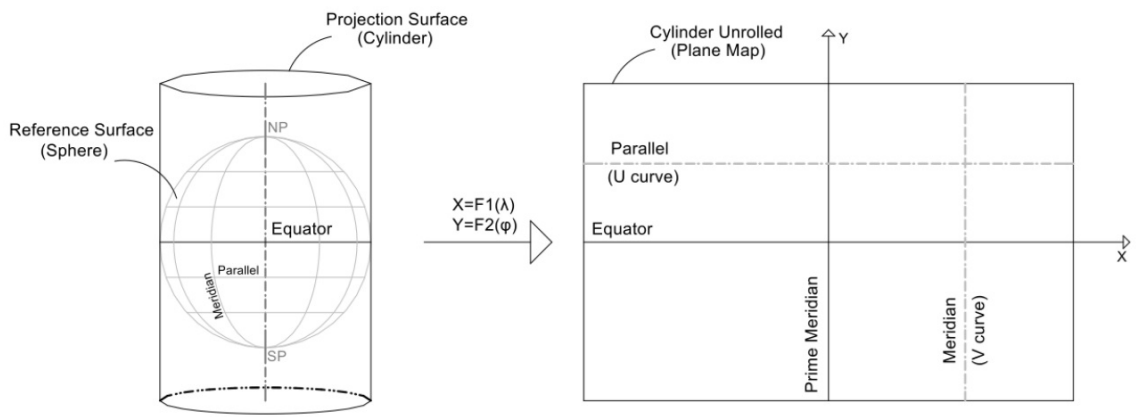 Projection Surface
(Cylinder)
Reference Surface
(Sphere)
NP
Equator
Parallel
Meridian
SP
X=F1(λ)
Y=F2(φ)
Cylinder Unrolled
(Plane Map)
Y
Parallel
(U curve)
Equator
X
Prime Meridian
Meridian
(V curve)